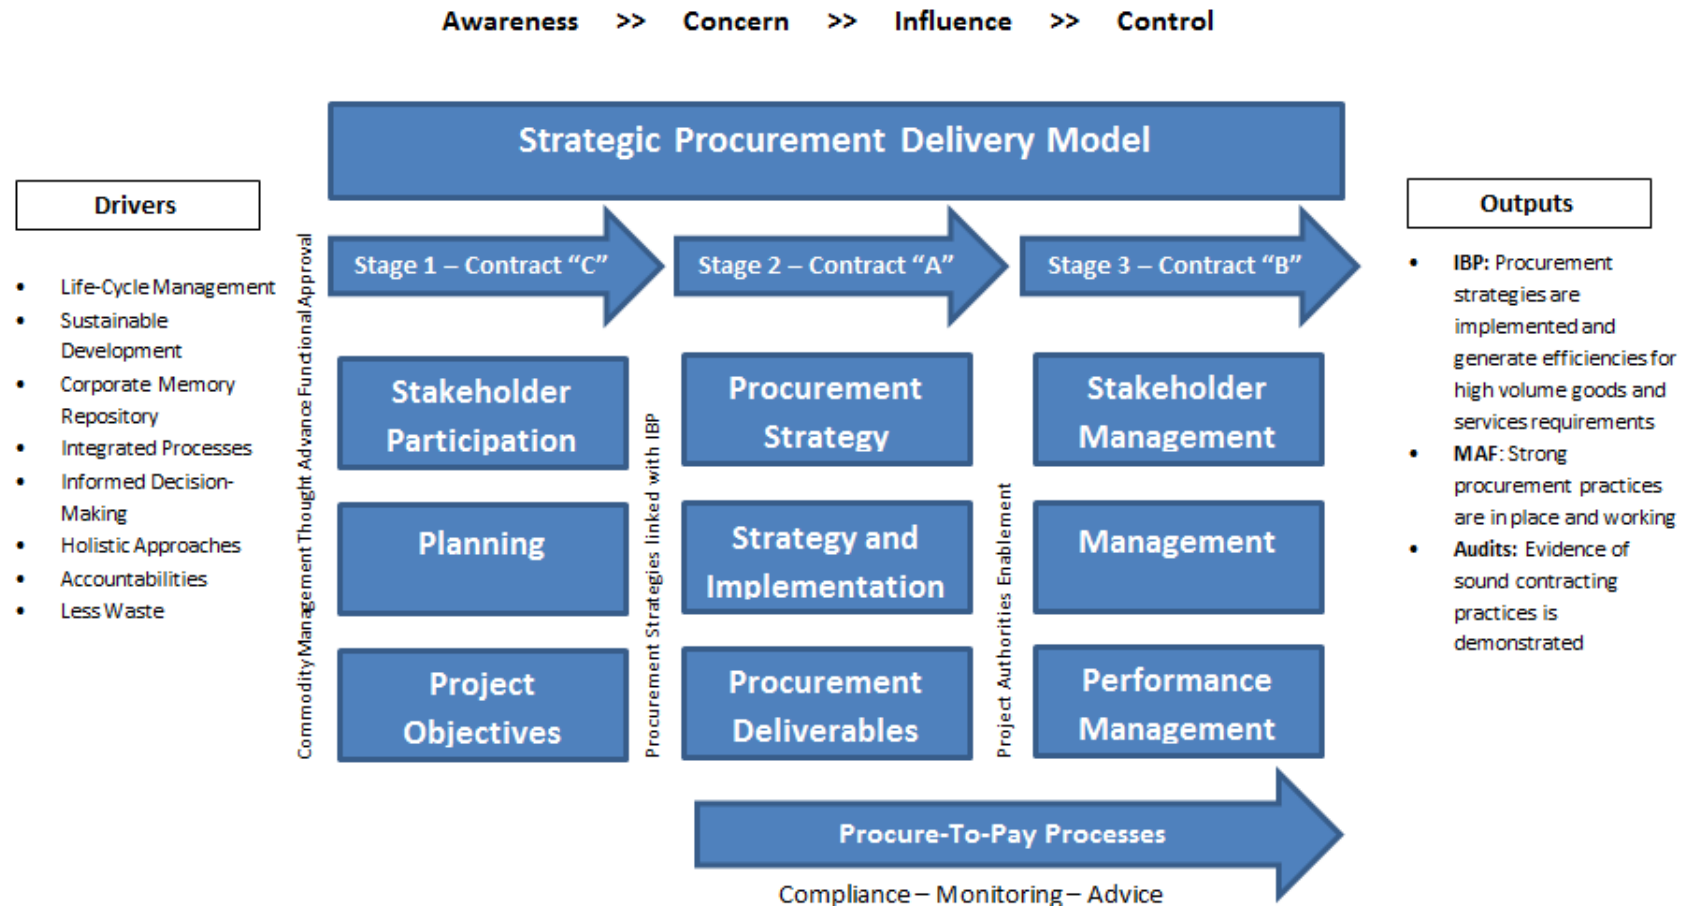 Awareness >> Concern >> Influence >> Control
Strategic Procurement Delivery Model
Drivers
• Life-Cycle Management
• Sustainable
Development
• Corporate Memory
Repository
• Integrated Processes
• Informed Decision-
Making
• Holistic Approaches
• Accountabilities
• Less Waste
Commodity Management Thought Advance Functional Approval
Stage 1 – Contract “C”
Stakeholder
Participation
Planning
Project
Objectives
Procurement Strategies linked with IBP
Stage 2 – Contract “A”
Procurement
Strategy
Strategy and
Implementation
Procurement
Deliverables
Project Authorities Enablement
Stage 3 – Contract “B”
Stakeholder
Management
Management
Performance
Management
Procure-To-Pay Processes
Compliance – Monitoring – Advice
Outputs
• IBP: Procurement
strategies are
implemented and
generate efficiencies for
high volume goods and
services requirements
• MAF: Strong
procurement practices
are in place and working
• Audits: Evidence of
sound contracting
practices is
demonstrated